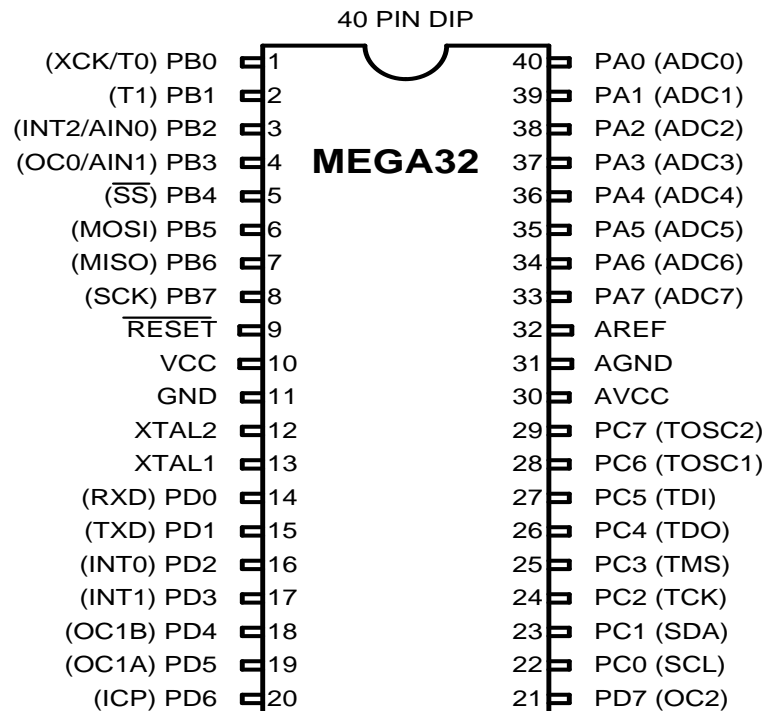 40 PIN DIP
(XCK/T0) PB0 1 40 PA0 (ADC0)
(T1) PB1 2 39 PA1 (ADC1)
(INT2/AIN0) PB2 3 38 PA2 (ADC2)
(OC0/AIN1) PB3 4 MEGA32 37 PA3 (ADC3)
(SS) PB4 5 36 PA4 (ADC4)
(MOSI) PB5 6 35 PA5 (ADC5)
(MISO) PB6 7 34 PA6 (ADC6)
(SCK) PB7 8 33 PA7 (ADC7)
RESET 9 32 AREF
VCC 10 31 AGND
GND 11 30 AVCC
XTAL2 12 29 PC7 (TOSC2)
XTAL1 13 28 PC6 (TOSC1)
(RXD) PD0 14 27 PC5 (TDI)
(TXD) PD1 15 26 PC4 (TDO)
(INT0) PD2 16 25 PC3 (TMS)
(INT1) PD3 17 24 PC2 (TCK)
(OC1B) PD4 18 23 PC1 (SDA)
(OC1A) PD5 19 22 PC0 (SCL)
(ICP) PD6 20 21 PD7 (OC2)